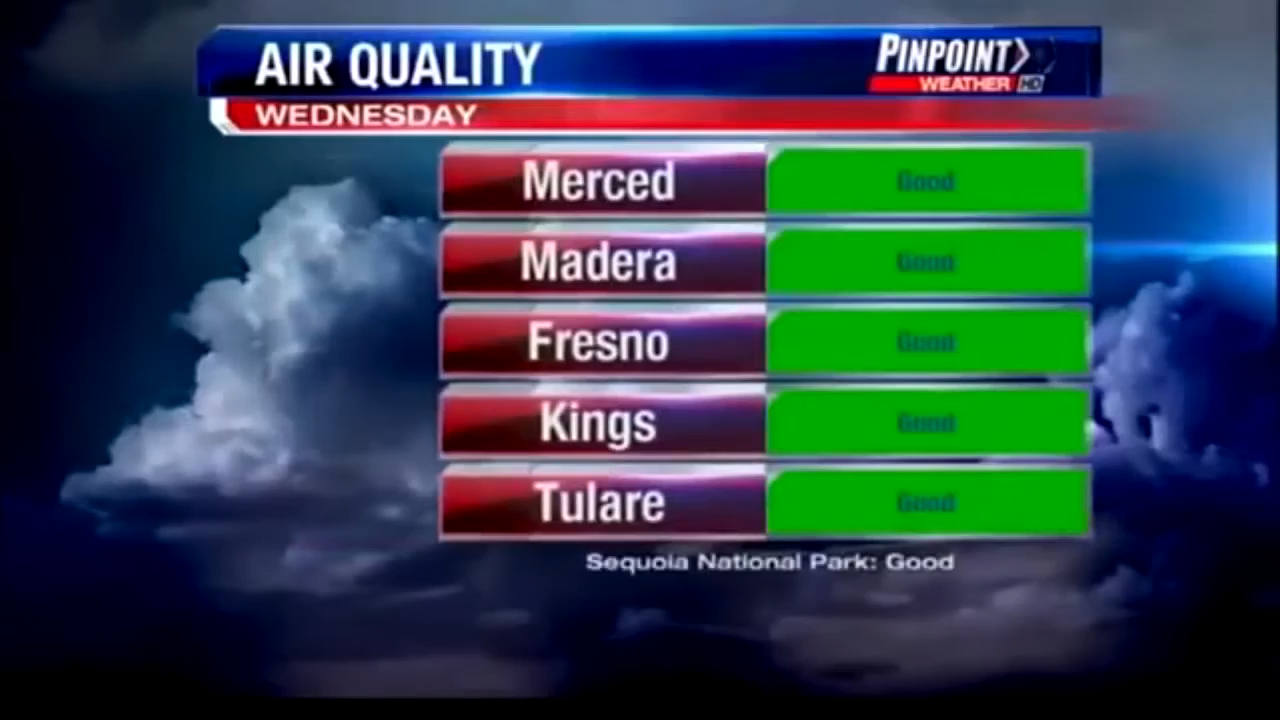 AIR QUALITY
PINPOINT
WEATHER HD
WEDNESDAY
Merced Good
Madera Good
Fresno Good
Kings Good
Tulare Good
Sequoia National Park: Good